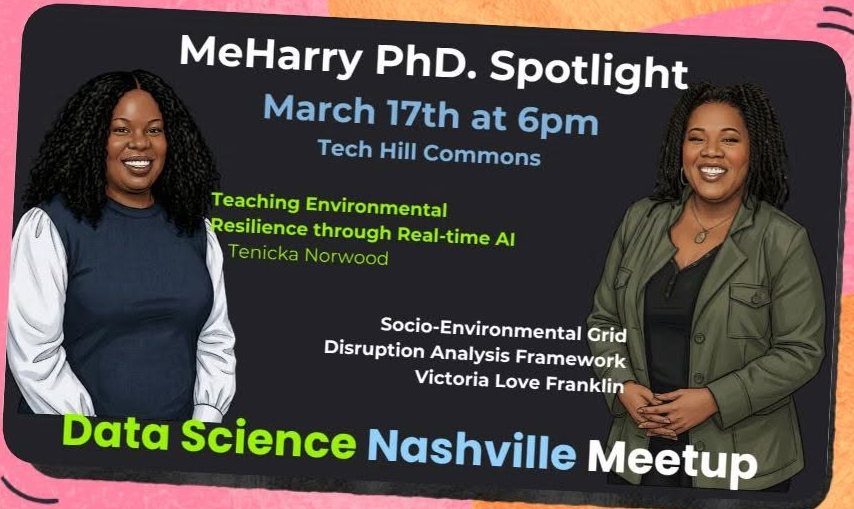 MeHarry PhD. Spotlight
March 17th at 6pm
Tech Hill Commons
Teaching Environmental
Resilience through Real-time AI
Tenicka Norwood
Socio-Environmental Grid
Disruption Analysis Framework
Victoria Love Franklin
Data Science Nashville Meetup